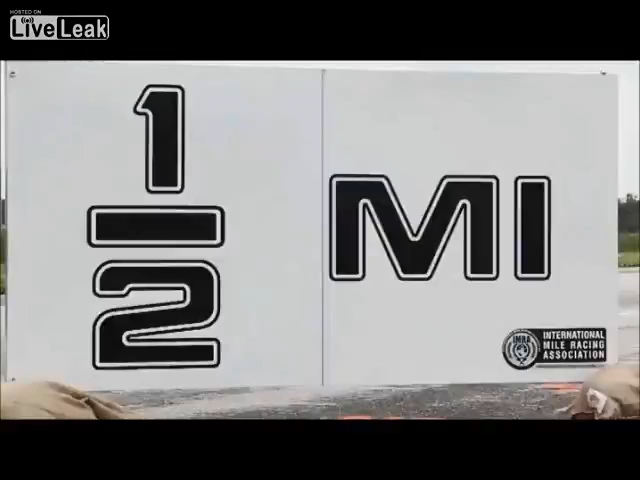 HOSTED ON
LiveLeak
1
2
MI
IMRA
INTERNATIONAL
MILE RACING
ASSOCIATION